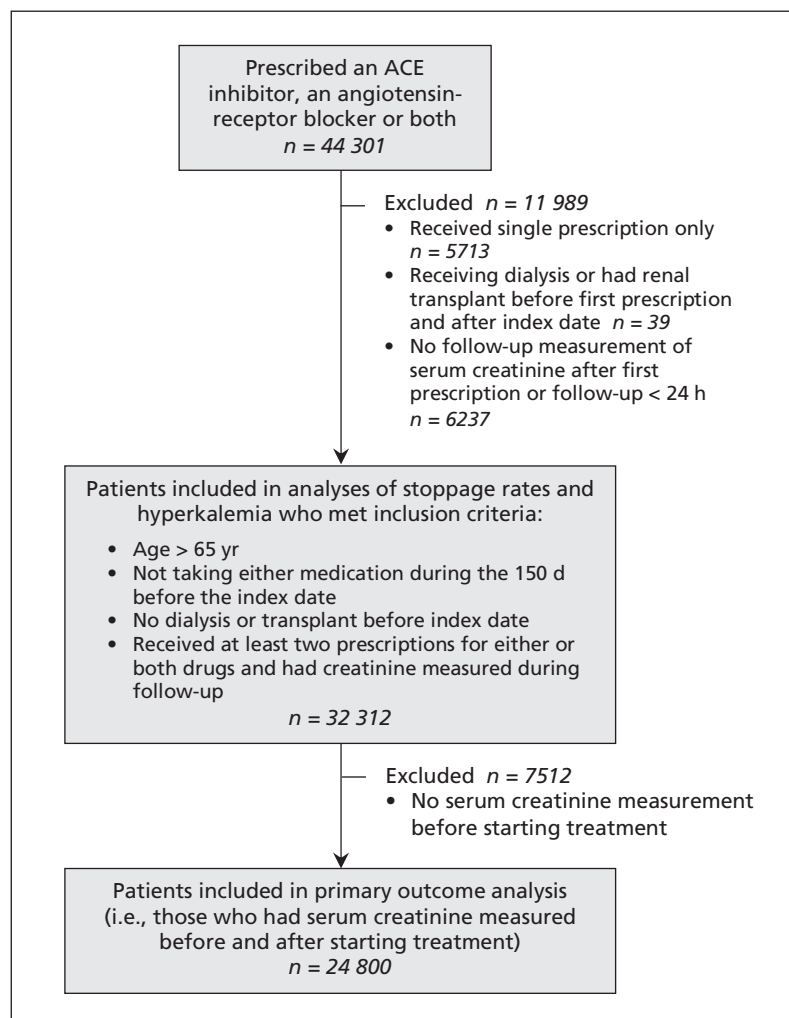 Prescribed an ACE
inhibitor, an angiotensin-
receptor blocker or both
n = 44 301
Excluded n = 11 989
• Received single prescription only
n = 5713
• Receiving dialysis or had renal
transplant before first prescription
and after index date n = 39
• No follow-up measurement of
serum creatinine after first
prescription or follow-up < 24 h
n = 6237
Patients included in analyses of stoppage rates and
hyperkalemia who met inclusion criteria:
• Age > 65 yr
• Not taking either medication during the 150 d
before the index date
• No dialysis or transplant before index date
• Received at least two prescriptions for either or
both drugs and had creatinine measured during
follow-up
n = 32 312
Excluded n = 7512
• No serum creatinine measurement
before starting treatment
Patients included in primary outcome analysis
(i.e., those who had serum creatinine measured
before and after starting treatment)
n = 24 800